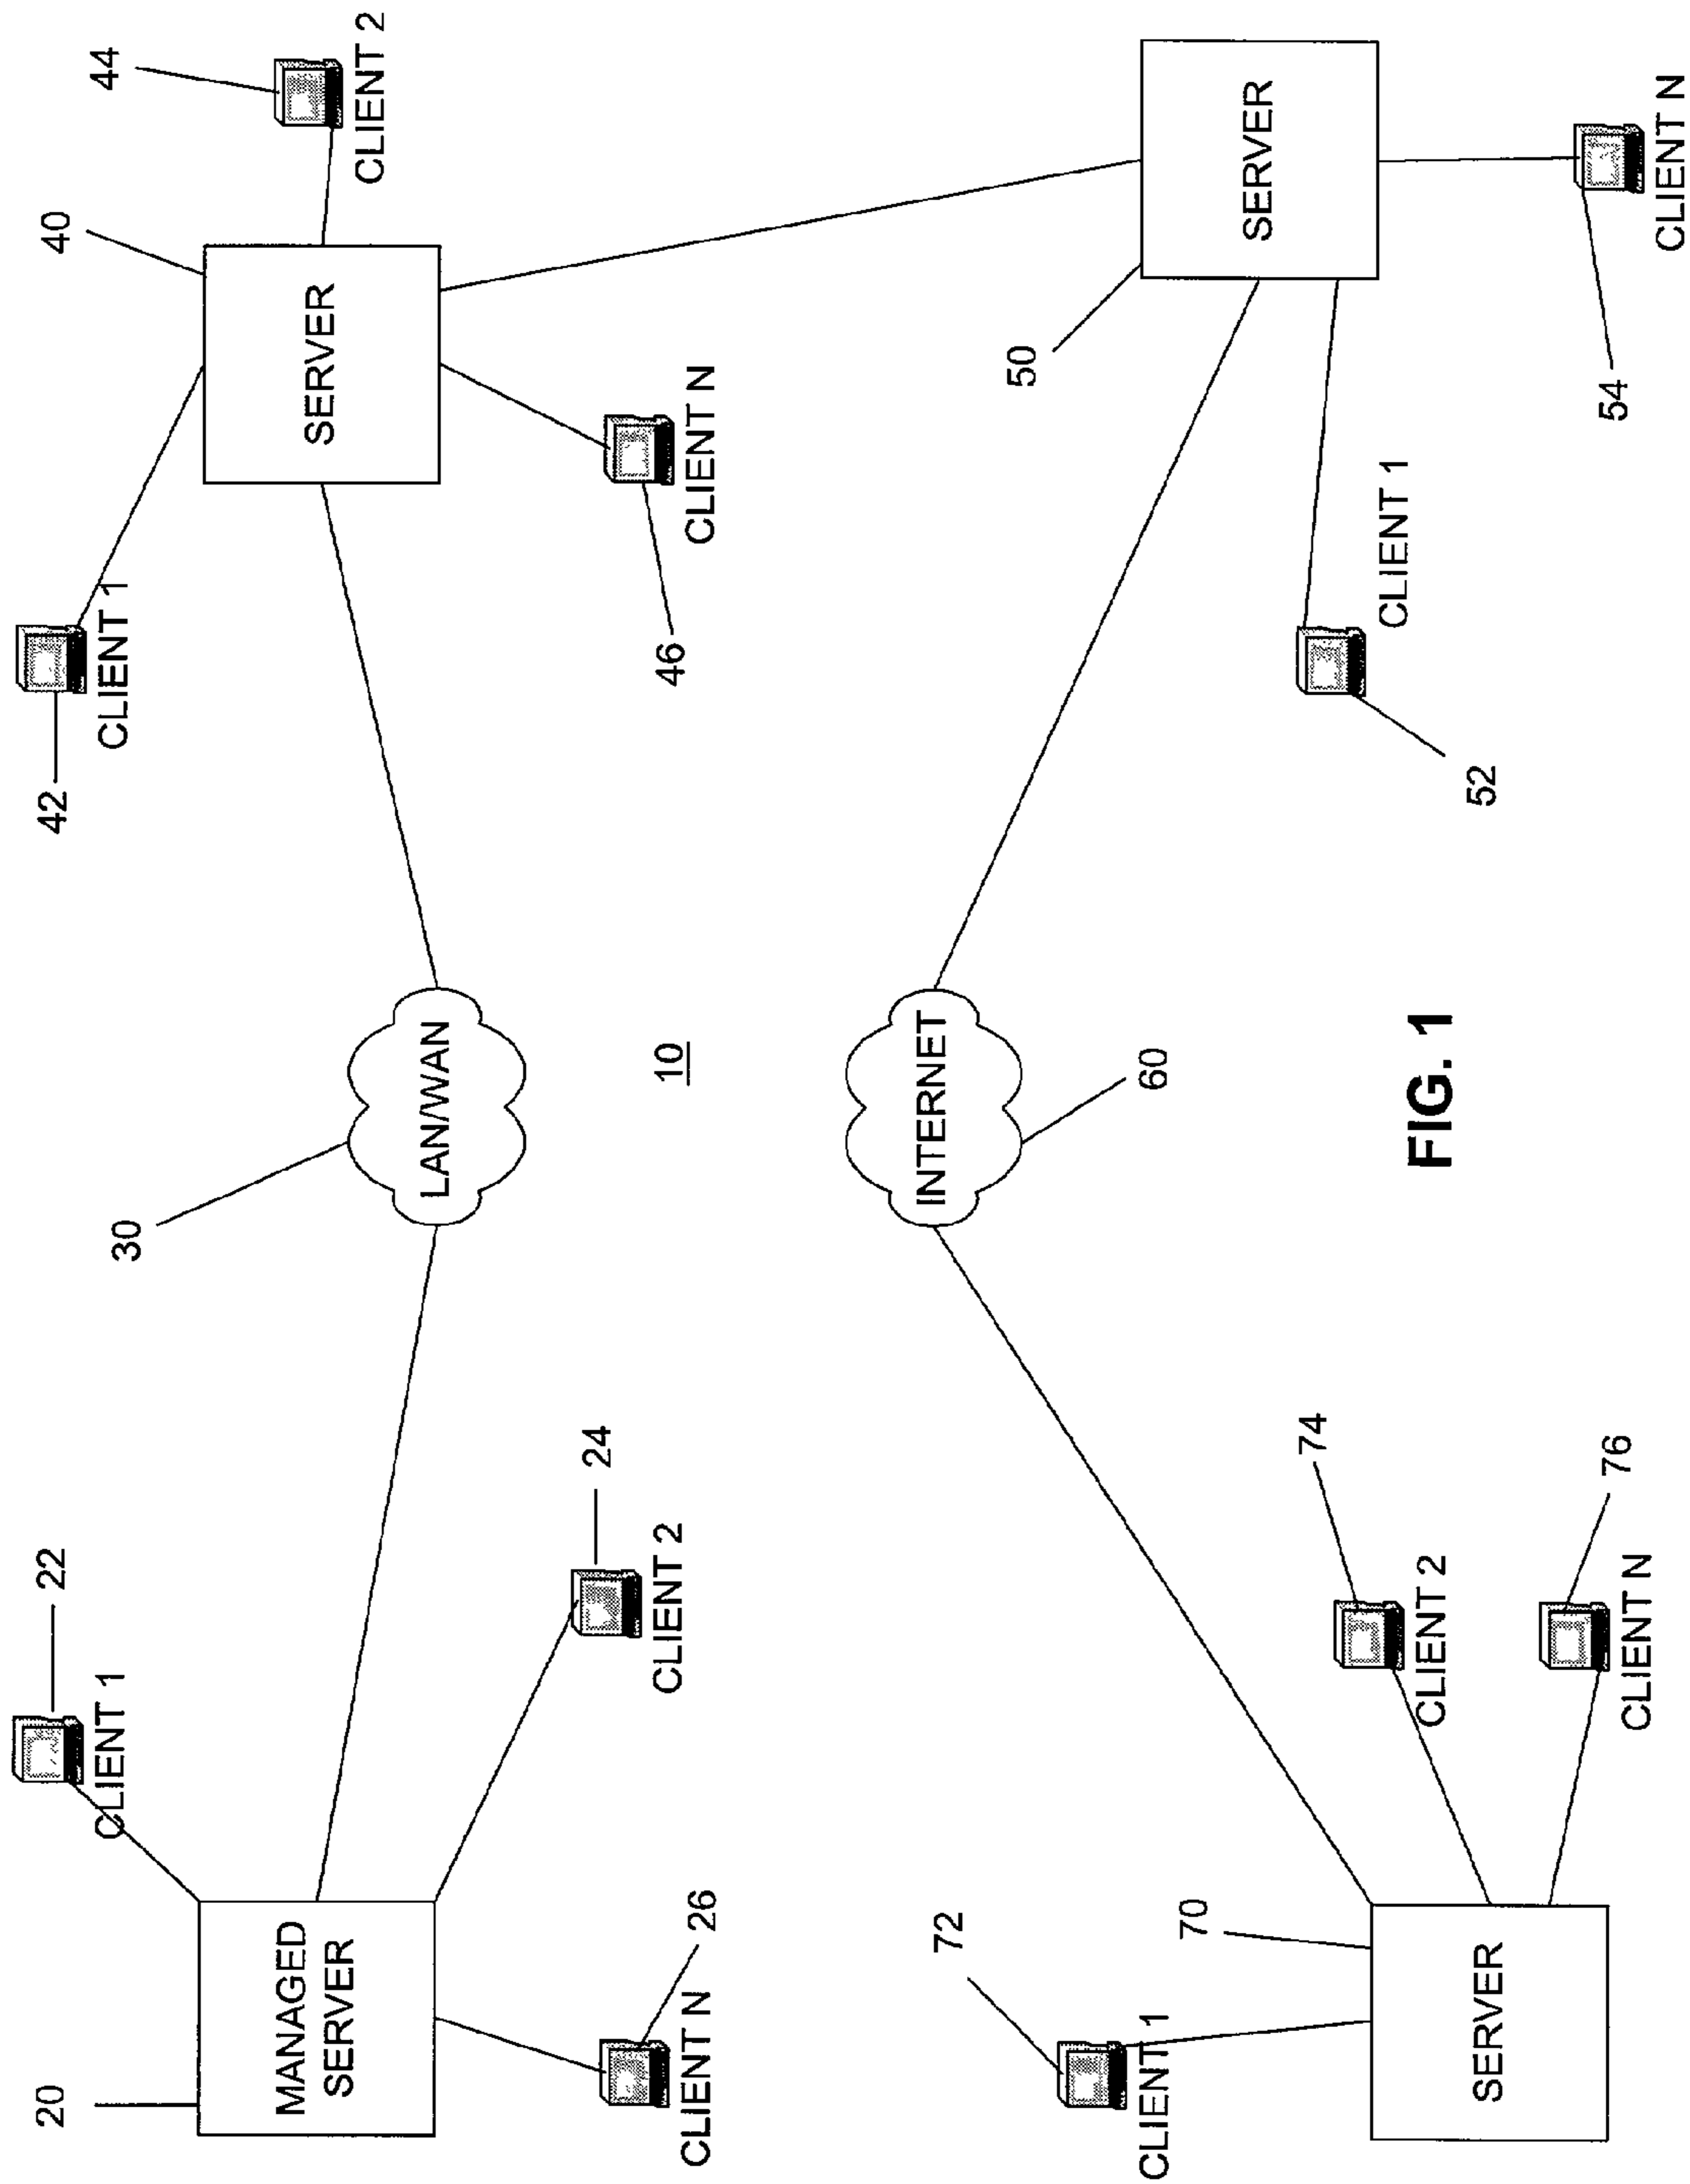 20
MANAGED
SERVER
22
CLIENT 1
24
CLIENT 2
26
CLIENT N
30
LAN/WAN
10
40
SERVER
42
CLIENT 1
44
CLIENT 2
46
CLIENT N
72
CLIENT 1
70
SERVER
74
CLIENT 2
76
CLIENT N
INTERNET
60
50
SERVER
CLIENT 1
52
54
CLIENT N
FIG. 1